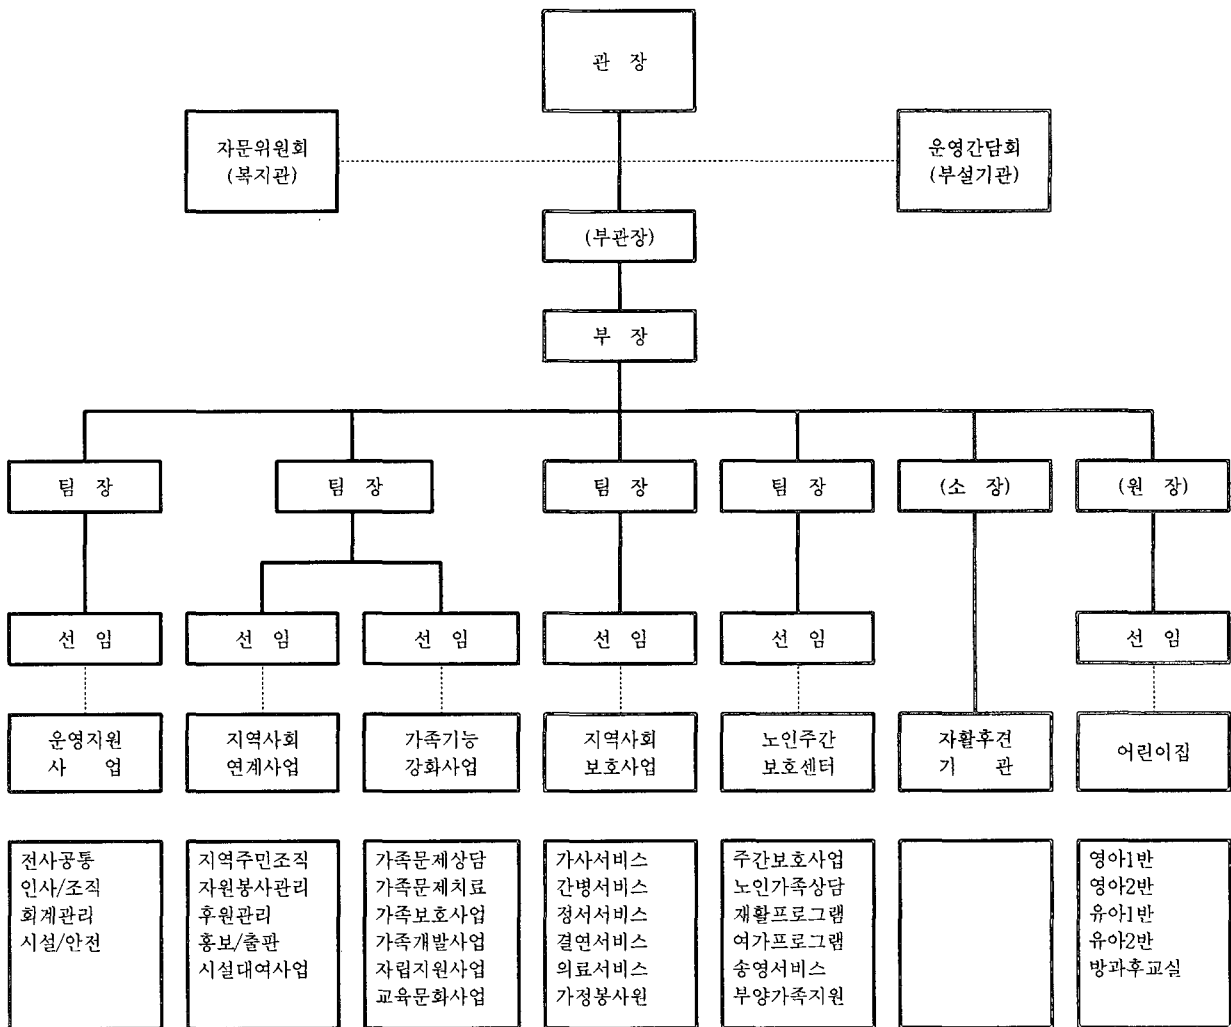 관 장
자문위원회
(복지관)
운영간담회
(부설기관)
(부관장)
부 장
팀 장
팀 장
팀 장
팀 장
(소 장)
(원 장)
선 임
선 임
선 임
선 임
선 임
선 임
운영지원
사 업
지역사회
연계사업
가족기능
강화사업
지역사회
보호사업
노인주간
보호센터
자활후견
기 관
어린이집
전사공통
인사/조직
회계관리
시설/안전
지역주민조직
자원봉사관리
후원관리
홍보/출판
시설대여사업
가족문제상담
가족문제치료
가족보호사업
가족개발사업
자립지원사업
교육문화사업
가사서비스
간병서비스
정서서비스
결연서비스
의료서비스
가정봉사원
주간보호사업
노인가족상담
재활프로그램
여가프로그램
송영서비스
부양가족지원
영아1반
영아2반
유아1반
유아2반
방과후교실